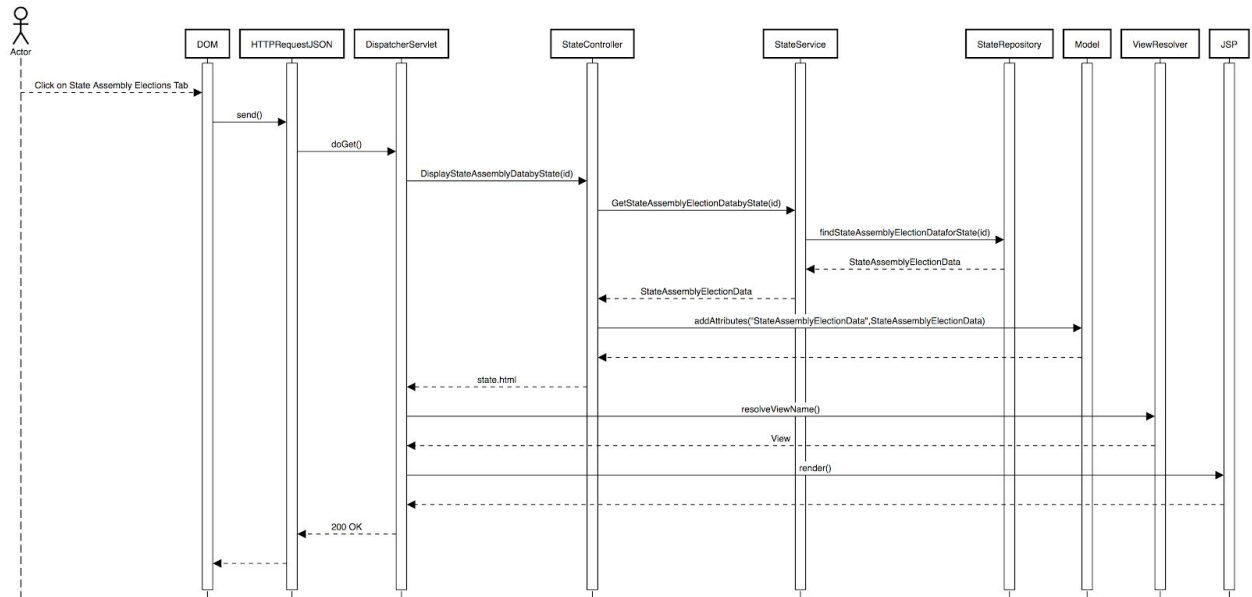 Actor
DOM
HTTPRequestJSON
DispatcherServlet
StateController
StateService
StateRepository
Model
ViewResolver
JSP
Click on State Assembly Elections Tab
send()
doGet()
DisplayStateAssemblyDatabyState(id)
GetStateAssemblyElectionDatabyState(id)
findStateAssemblyElectionDataforState(id)
StateAssemblyElectionData
StateAssemblyElectionData
addAttributes("StateAssemblyElectionData",StateAssemblyElectionData)
state.html
resolveViewName()
View
render()
200 OK